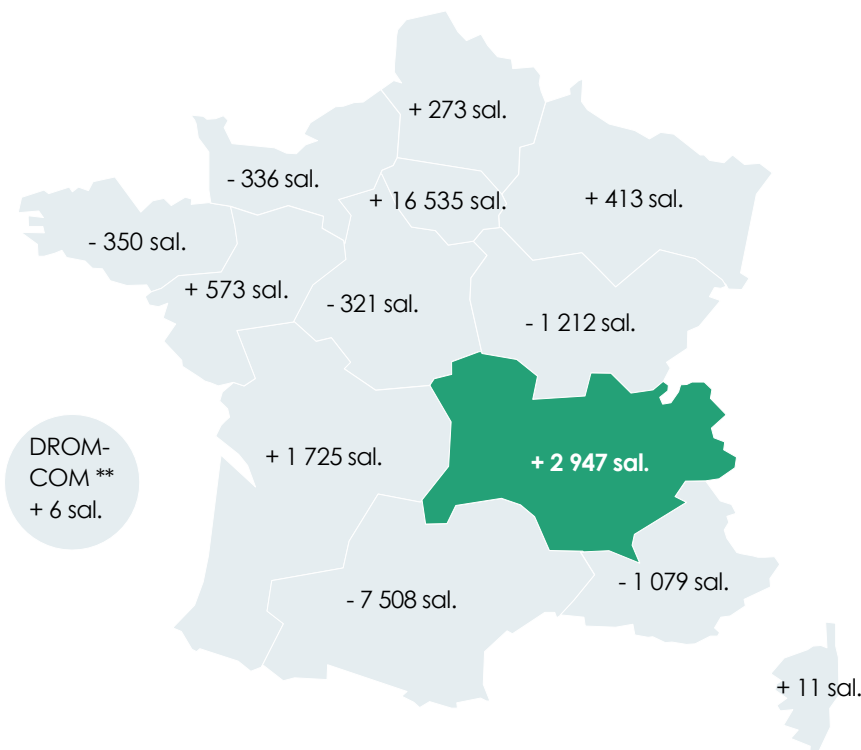 + 273 sal.
- 336 sal.
+ 16 535 sal.
+ 413 sal.
- 350 sal.
+ 573 sal.
- 321 sal.
- 1 212 sal.
DROM-
COM **
+ 6 sal.
+ 1 725 sal.
+ 2 947 sal.
- 7 508 sal.
- 1 079 sal.
+ 11 sal.